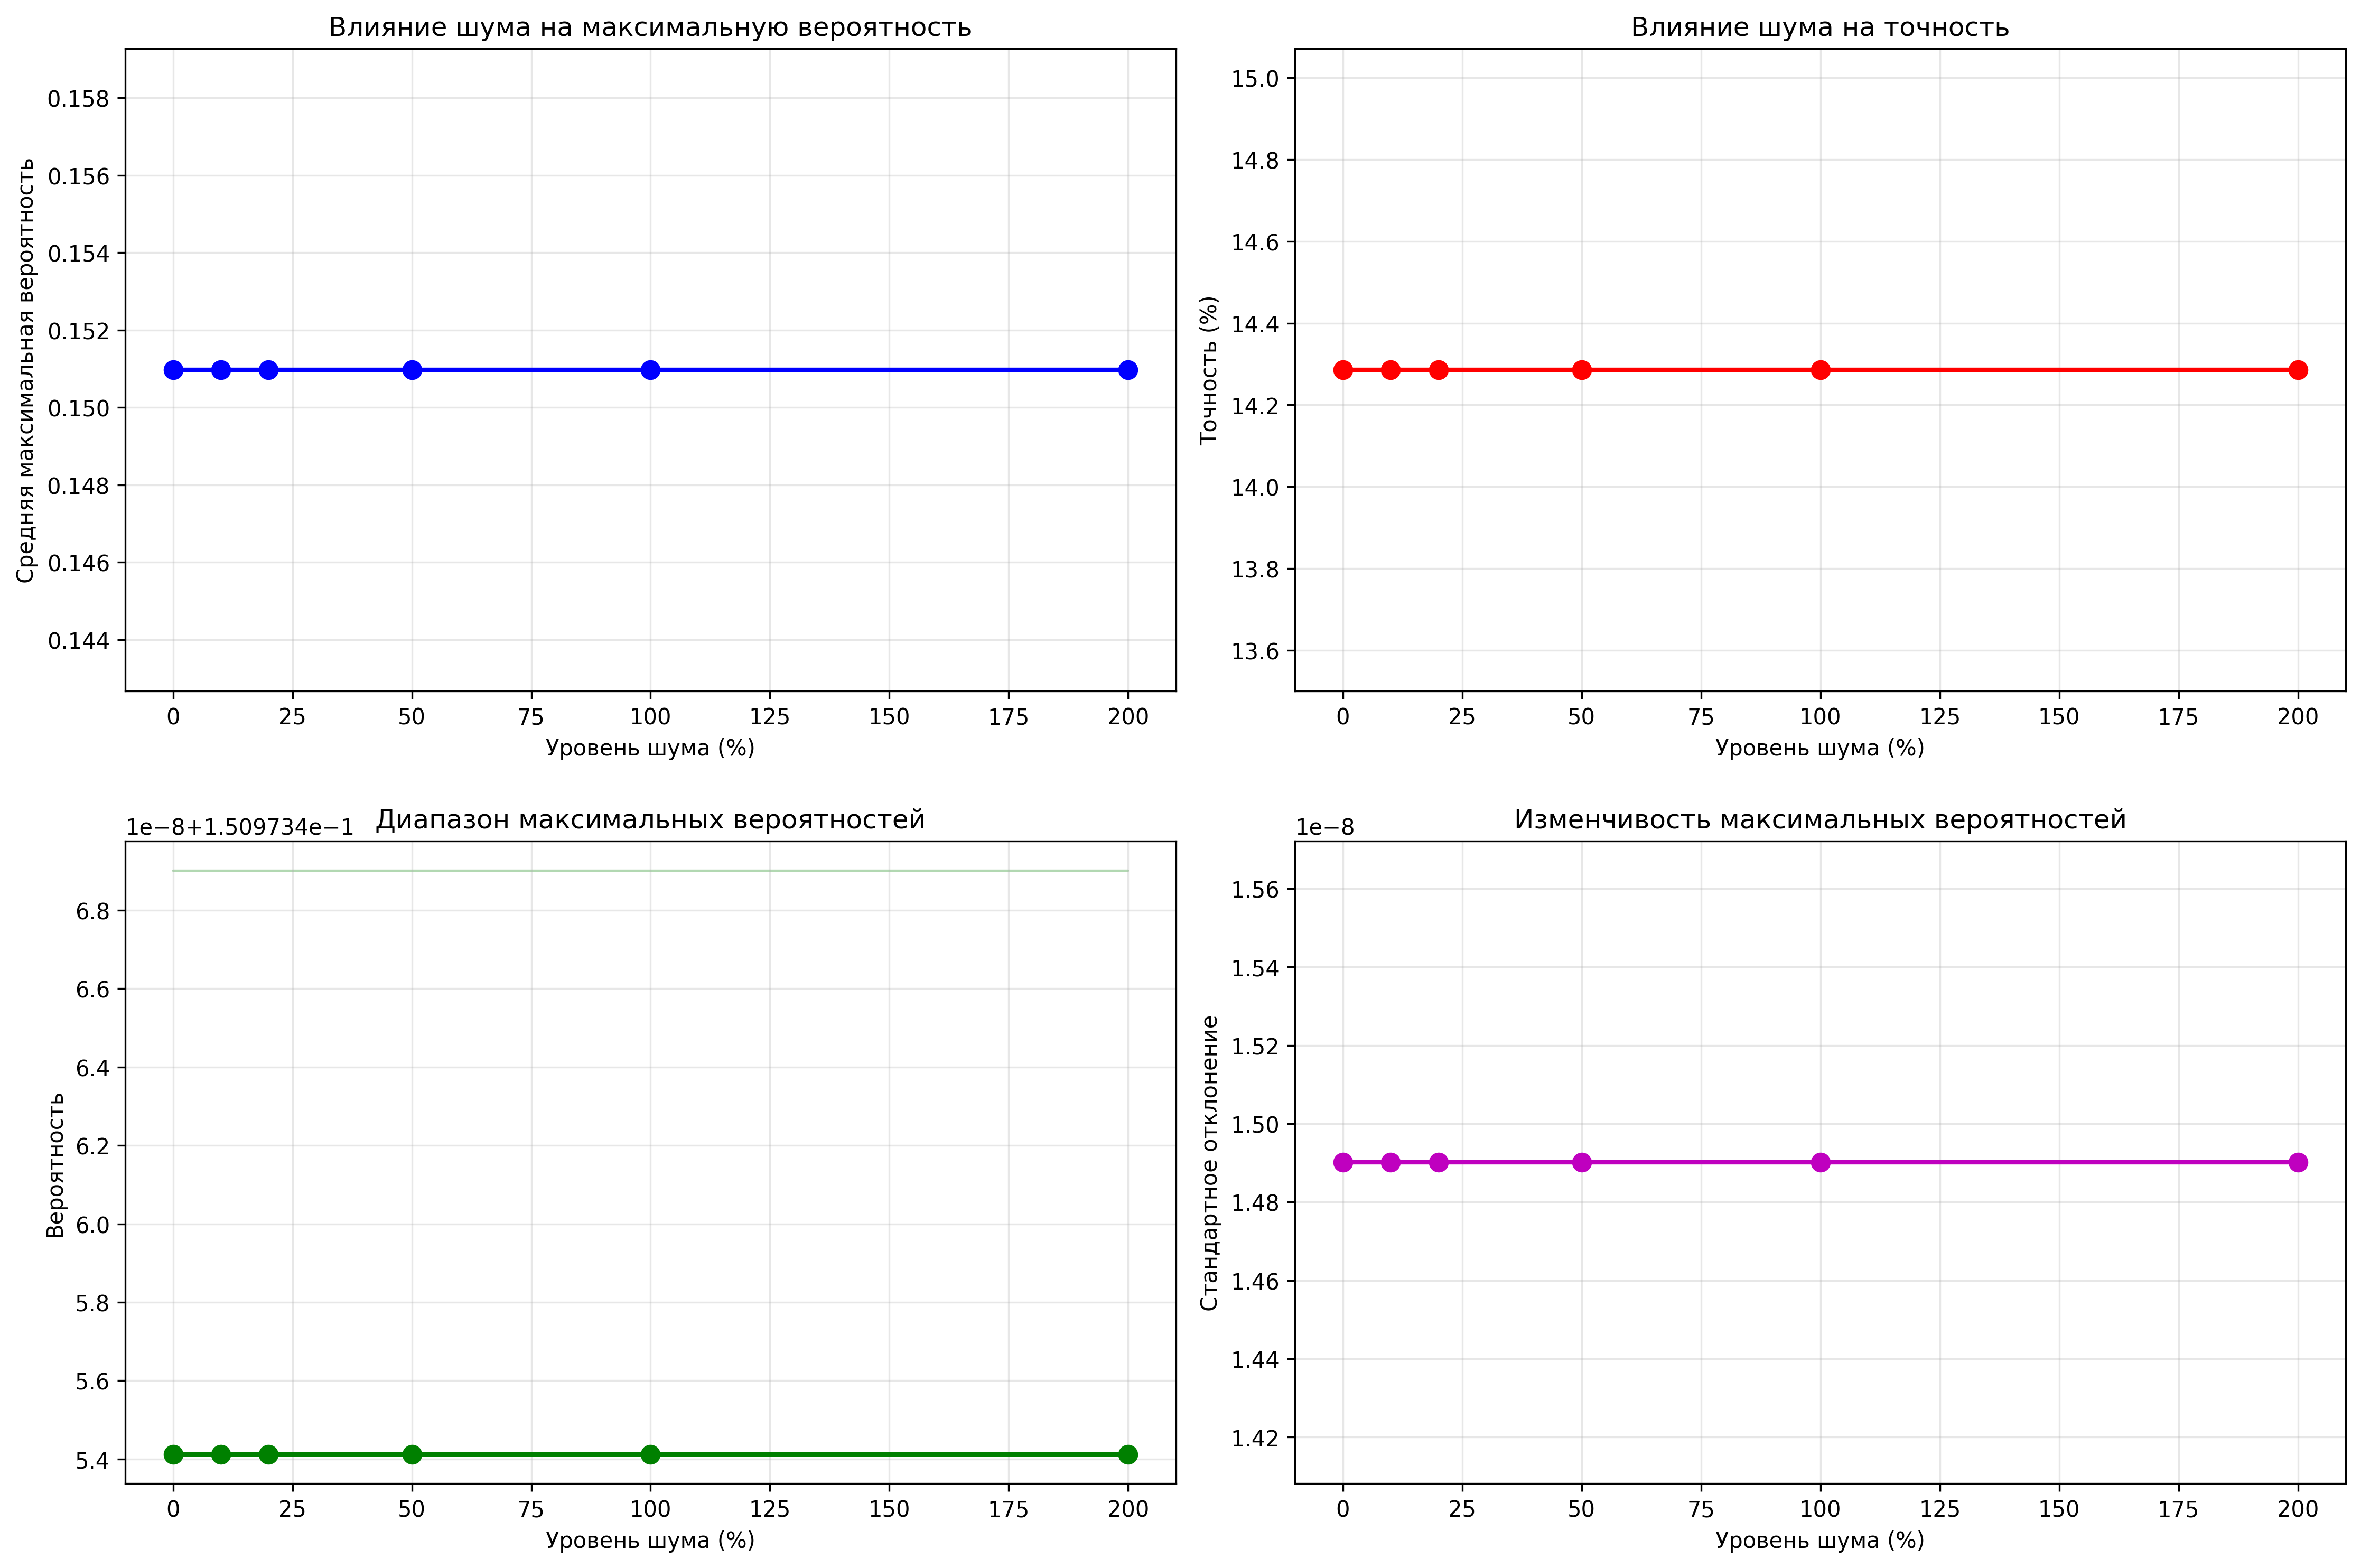 Влияние шума на максимальную вероятность
Средняя максимальная вероятность
0.158
0.156
0.154
0.152
0.150
0.148
0.146
0.144
0 25 50 75 100 125 150 175 200
Уровень шума (%)
Влияние шума на точность
Точность (%)
15.0
14.8
14.6
14.4
14.2
14.0
13.8
13.6
0 25 50 75 100 125 150 175 200
Уровень шума (%)
1e−8+1.509734e−1 Диапазон максимальных вероятностей
Вероятность
6.8
6.6
6.4
6.2
6.0
5.8
5.6
5.4
0 25 50 75 100 125 150 175 200
Уровень шума (%)
1e−8 Изменчивость максимальных вероятностей
Стандартное отклонение
1.56
1.54
1.52
1.50
1.48
1.46
1.44
1.42
0 25 50 75 100 125 150 175 200
Уровень шума (%)